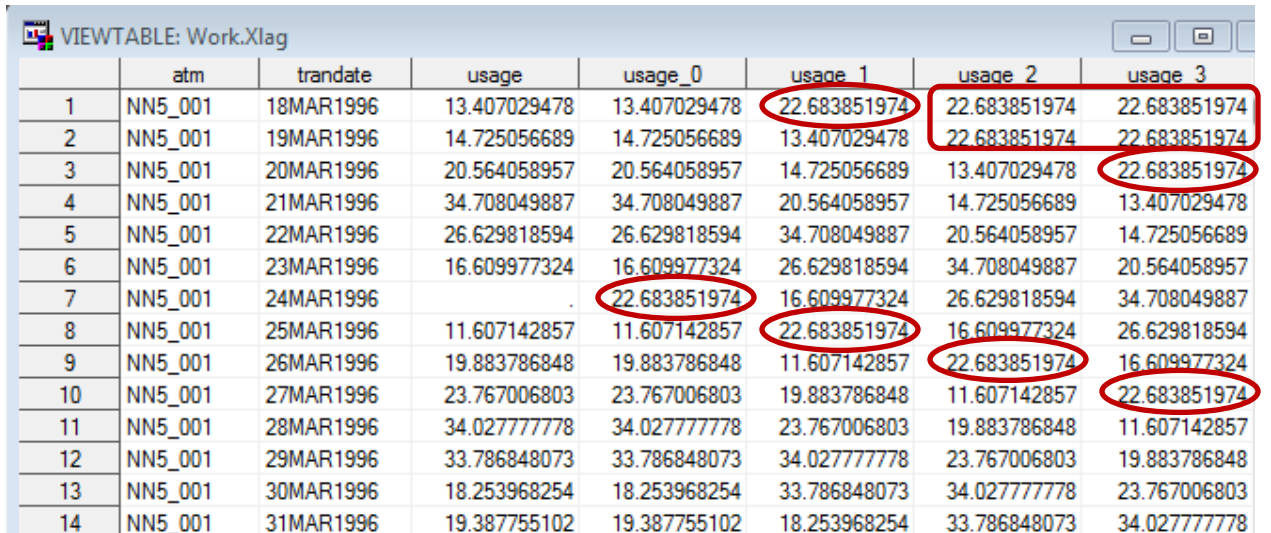 VIEWTABLE: Work.Xlag
atm trandate usage usage_0 usage_1 usage_2 usage_3
1 NN5_001 18MAR1996 13.407029478 13.407029478 22.683851974 22.683851974 22.683851974
2 NN5_001 19MAR1996 14.725056689 14.725056689 13.407029478 22.683851974 22.683851974
3 NN5_001 20MAR1996 20.564058957 20.564058957 14.725056689 13.407029478 22.683851974
4 NN5_001 21MAR1996 34.708049887 34.708049887 20.564058957 14.725056689 13.407029478
5 NN5_001 22MAR1996 26.629818594 26.629818594 34.708049887 20.564058957 14.725056689
6 NN5_001 23MAR1996 16.609977324 16.609977324 26.629818594 34.708049887 20.564058957
7 NN5_001 24MAR1996 . 22.683851974 16.609977324 26.629818594 34.708049887
8 NN5_001 25MAR1996 11.607142857 11.607142857 22.683851974 16.609977324 26.629818594
9 NN5_001 26MAR1996 19.883786848 19.883786848 11.607142857 22.683851974 16.609977324
10 NN5_001 27MAR1996 23.767006803 23.767006803 19.883786848 11.607142857 22.683851974
11 NN5_001 28MAR1996 34.027777778 34.027777778 23.767006803 19.883786848 11.607142857
12 NN5_001 29MAR1996 33.786848073 33.786848073 34.027777778 23.767006803 19.883786848
13 NN5_001 30MAR1996 18.253968254 18.253968254 33.786848073 34.027777778 23.767006803
14 NN5_001 31MAR1996 19.387755102 19.387755102 18.253968254 33.786848073 34.027777778